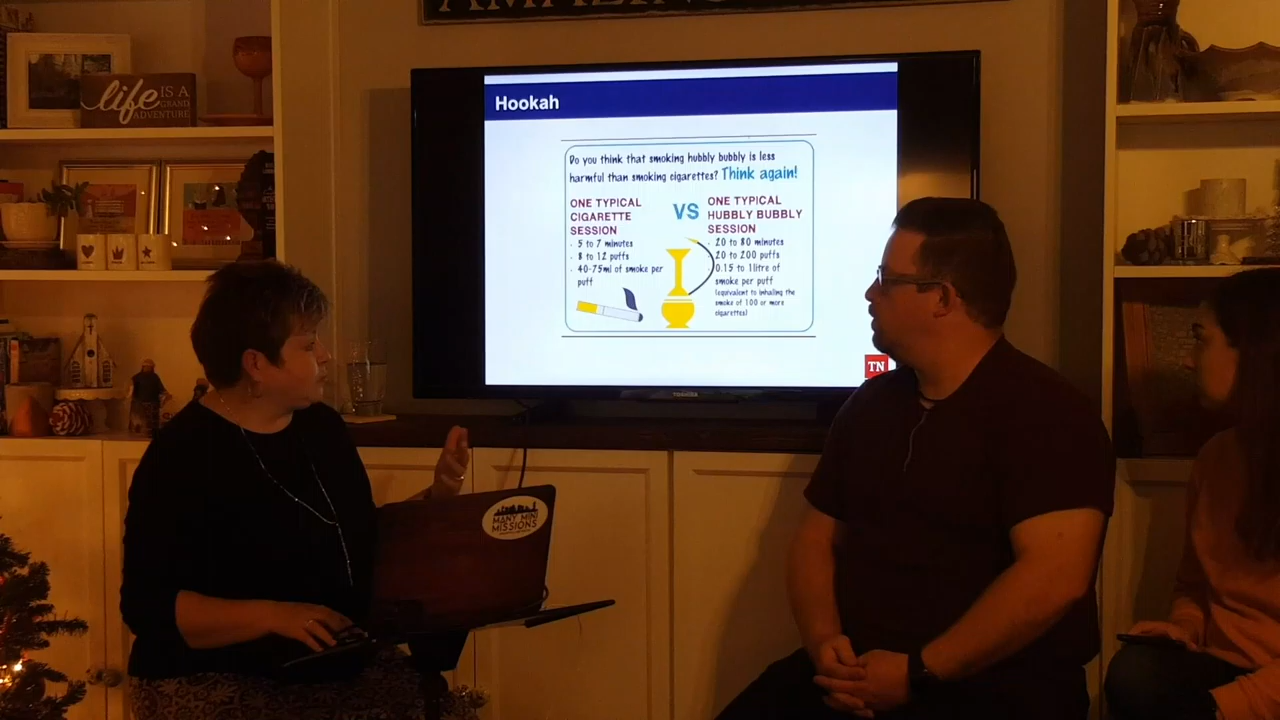 AMAZING
life IS A
GRAND
ADVENTURE
Hookah
Do you think that smoking hubbly bubbly is less
harmful than smoking cigarettes? Think again!
ONE TYPICAL
CIGARETTE
SESSION
· 5 to 7 minutes
· 8 to 12 puffs
· 40-75ml of smoke per
puff
VS
ONE TYPICAL
HUBBLY BUBBLY
SESSION
· 20 to 80 minutes
20 to 200 puffs
0.15 to 1litre of
smoke per puff
(equivalent to inhaling the
smoke of 100 or more
cigarettes)
TN
TOSHIBA
MANY MINI
MISSIONS